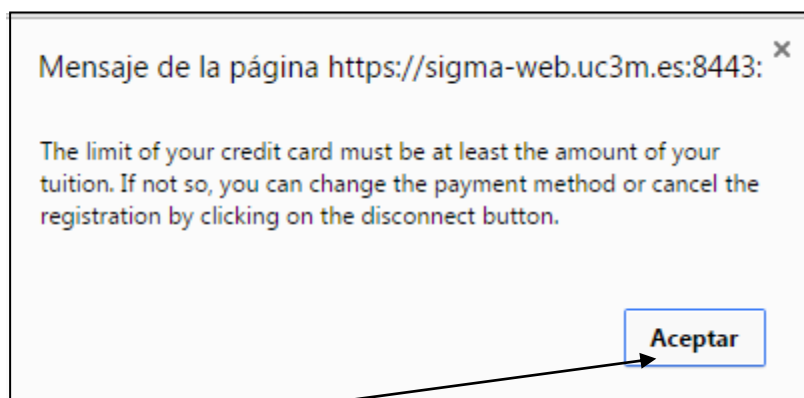 Mensaje de la página https://sigma-web.uc3m.es:8443:
×
The limit of your credit card must be at least the amount of your
tuition. If not so, you can change the payment method or cancel the
registration by clicking on the disconnect button.
Aceptar